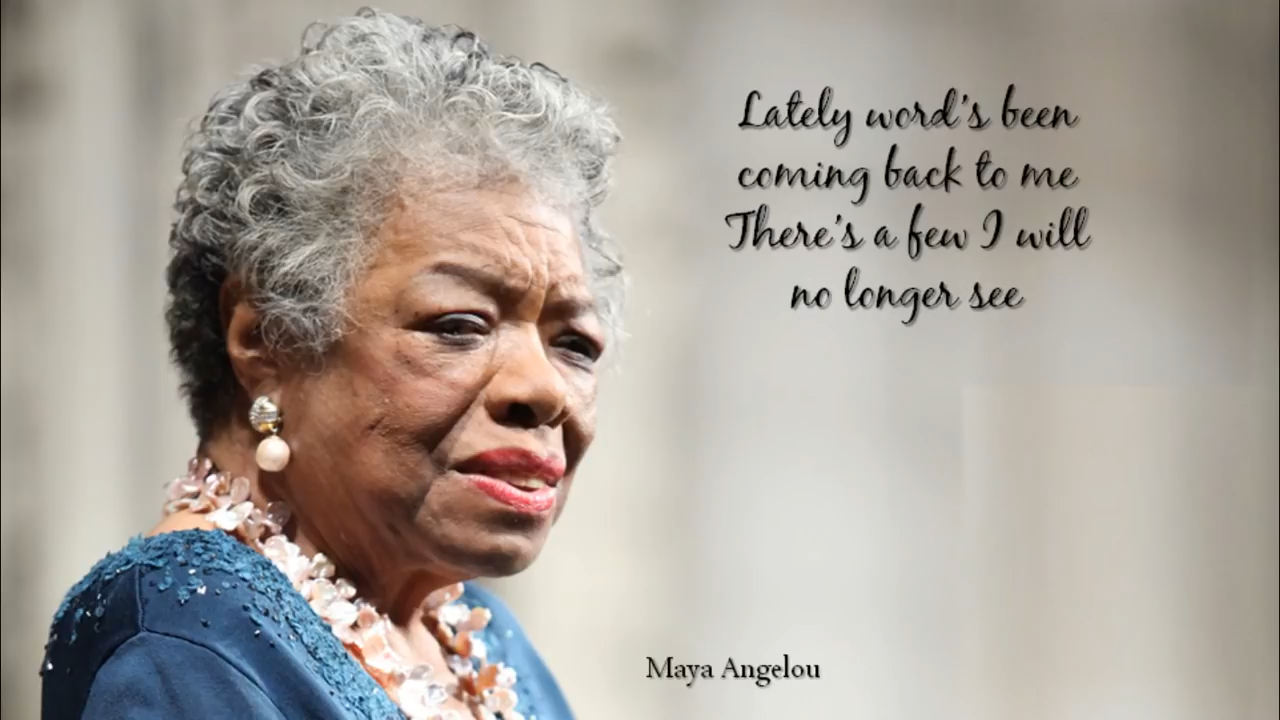 Lately word's been
coming back to me
There's a few I will
no longer see
Maya Angelou